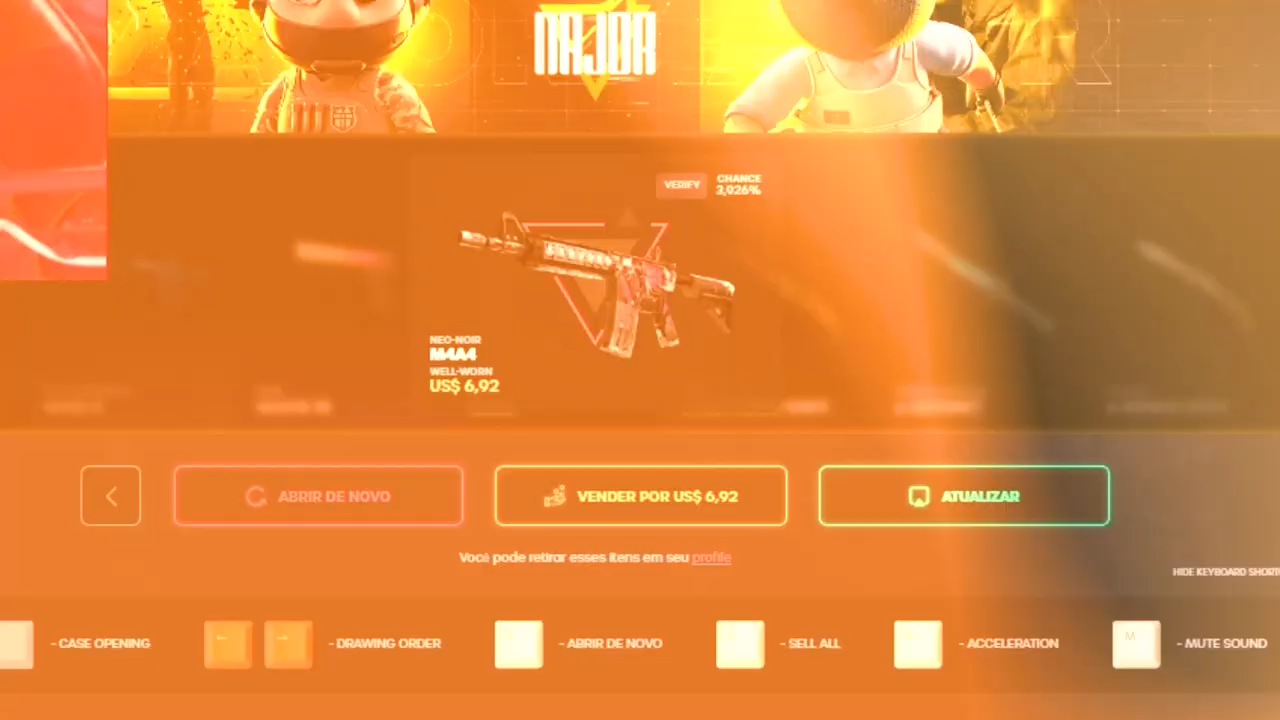 MAJOR
VERIFY
CHANCE
3,926%
NEO-NOIR
M4A4
WELL-WORN
US$ 6,92
ABRIR DE NOVO
VENDER POR US$ 6,92
ATUALIZAR
Você pode retirar esses itens em seu profile
HIDE KEYBOARD
- CASE OPENING
← → - DRAWING ORDER
- ABRIR DE NOVO
- SELL ALL
- ACCELERATION
M - MUTE SOUND